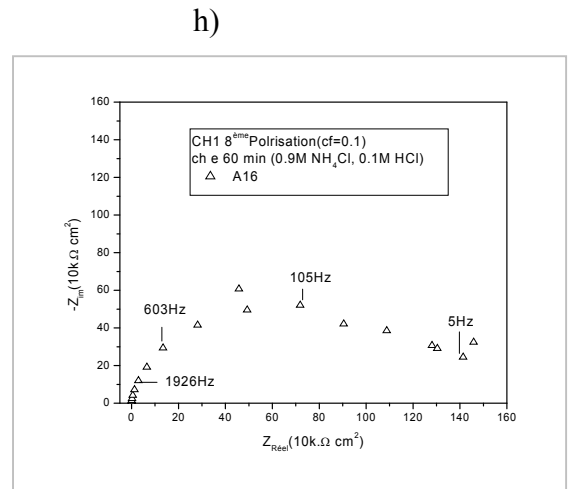 h)
160
140
120
100
80
60
40
20
0
-Z_im(10k.Ω cm²)
CH1 8^ème Polrisation(cf=0.1)
ch e 60 min (0.9M NH₄Cl, 0.1M HCl)
△ A16
105Hz
603Hz
5Hz
1926Hz
0 20 40 60 80 100 120 140 160
Z_Réel(10k.Ω cm²)